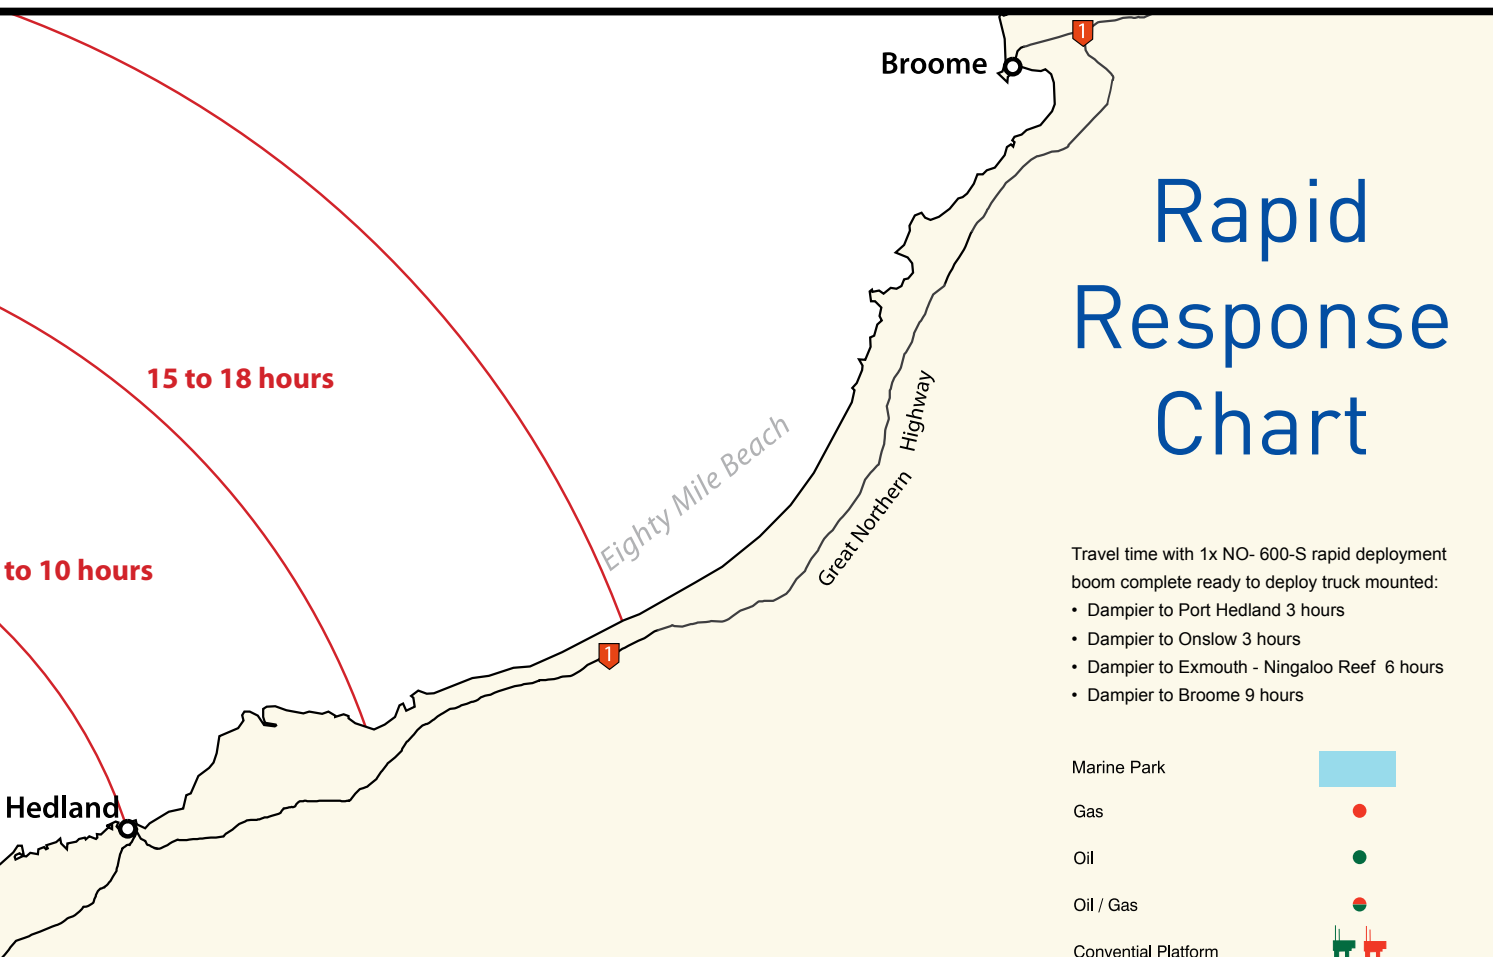 Broome
1
Rapid
Response
Chart
15 to 18 hours
Eighty Mile Beach
Great Northern Highway
to 10 hours
1
Hedland
Travel time with 1x NO- 600-S rapid deployment
boom complete ready to deploy truck mounted:
• Dampier to Port Hedland 3 hours
• Dampier to Onslow 3 hours
• Dampier to Exmouth - Ningaloo Reef 6 hours
• Dampier to Broome 9 hours
Marine Park
Gas
Oil
Oil / Gas
Convential Platform